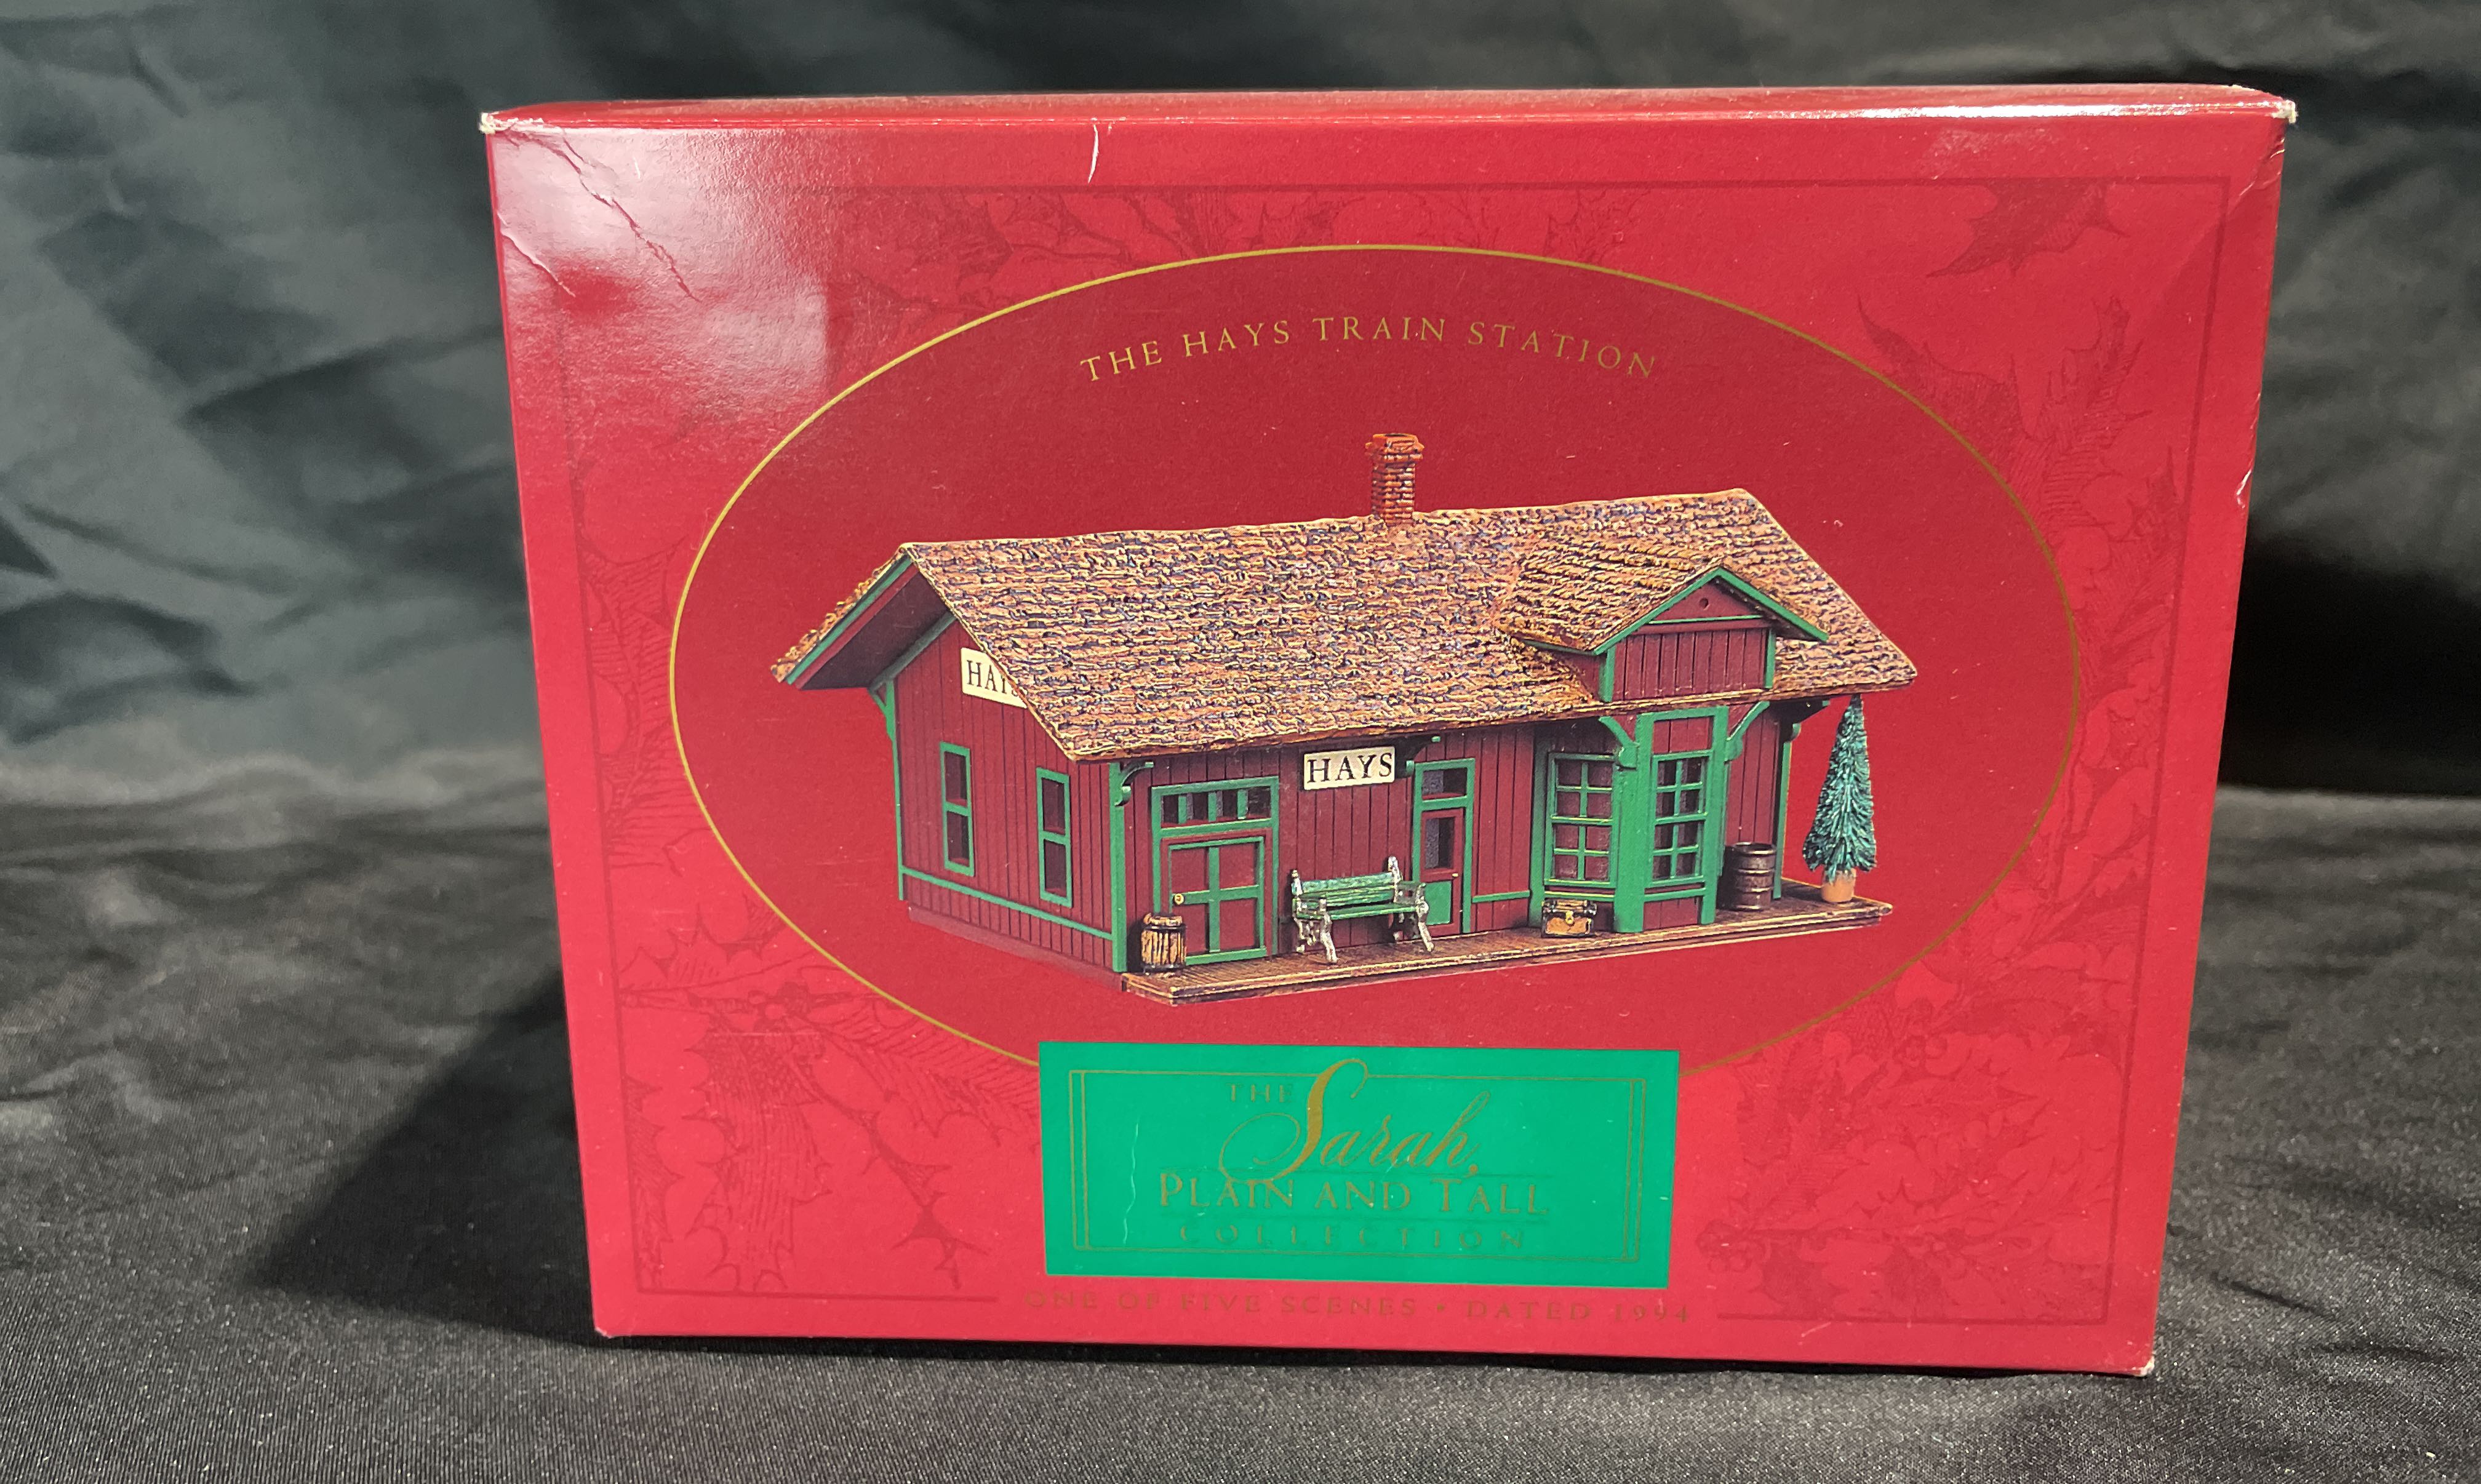 THE HAYS TRAIN STATION
HAYS
HAYS
THE Sarah,
PLAIN AND TALL
COLLECTION
ONE OF FIVE SCENES • DATED 1994